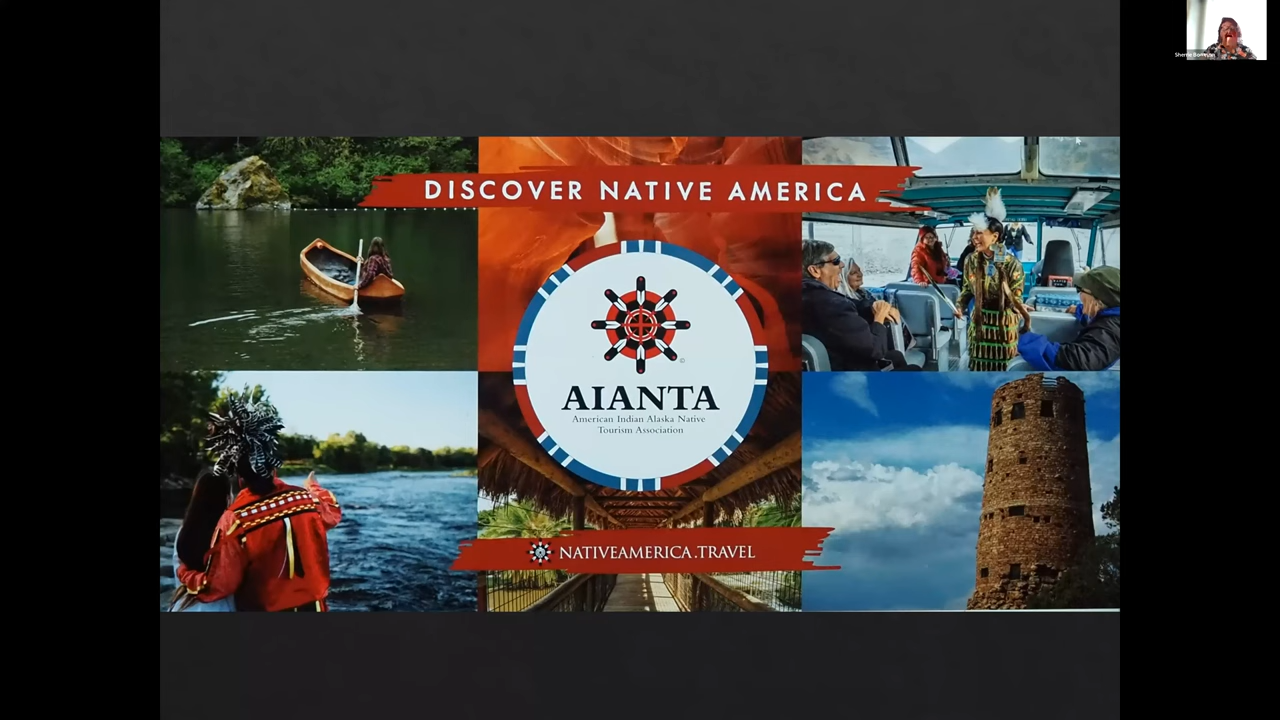 DISCOVER NATIVE AMERICA
AIANTA
American Indian Alaska Native
Tourism Association
NATIVEAMERICA.TRAVEL